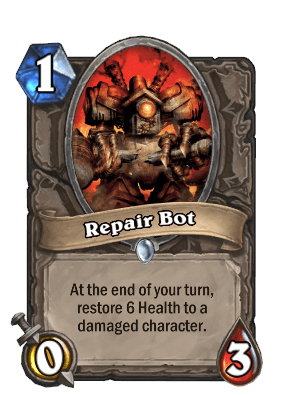 1
Repair Bot
At the end of your turn,
restore 6 Health to a
damaged character.
0
3